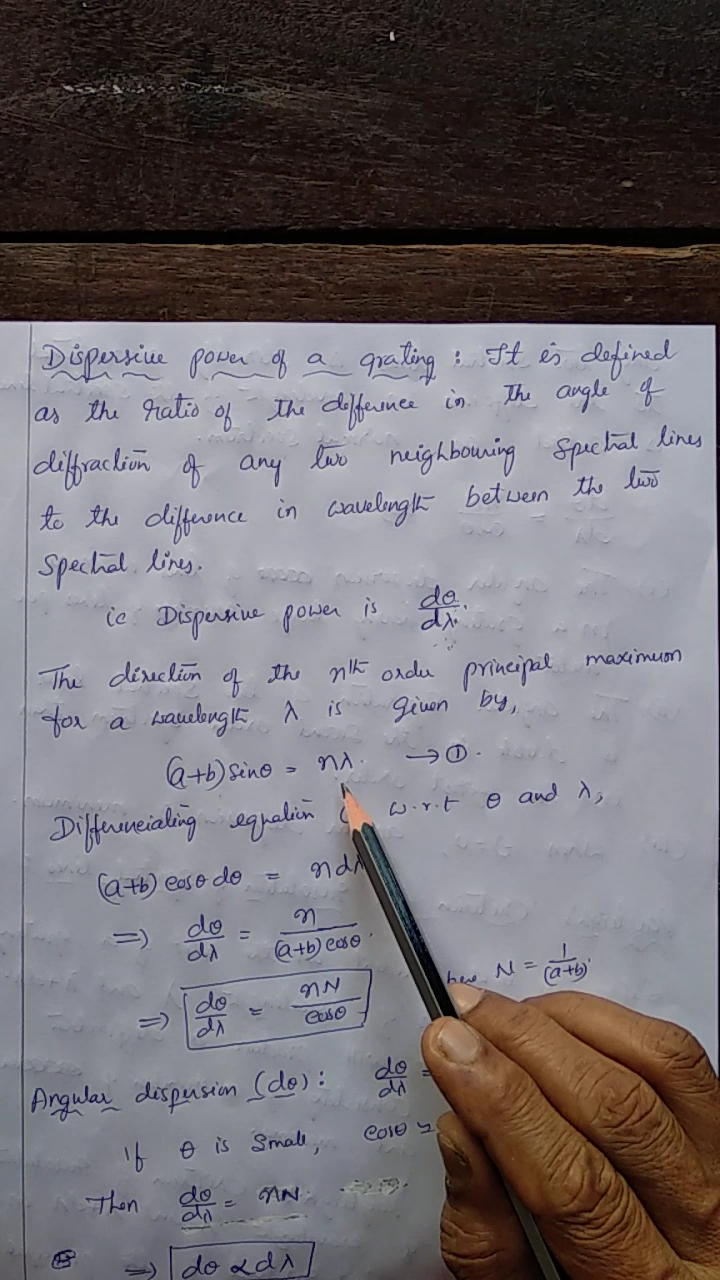 Dispersive power of a grating : It is defined
as the ratio of the difference in the angle of
diffraction of any two neighbouring spectral lines
to the difference in wavelength between the two
Spectral lines.
ie Dispersive power is dθ/dλ.
The direction of the nth order principal maximum
for a wavelength λ is given by,
(a+b) sinθ = nλ. → ①.
Differenciating equation w.r.t θ and λ,
(a+b) cosθ dθ = n dλ
⇒ dθ/dλ = n/(a+b)cosθ.
N = 1/(a+b).
⇒ dθ/dλ = nN/cosθ
Angular dispersion (dθ) : dθ/dλ =
If θ is small, cosθ ≃
Then dθ/dλ = nN.
⇒ dθ ∝ dλ